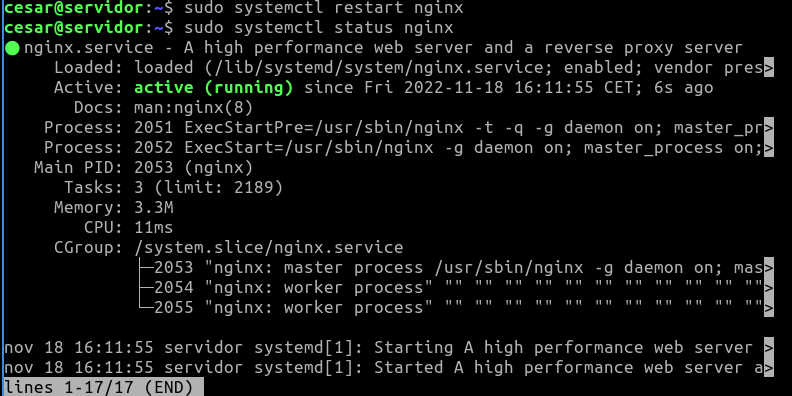 cesar@servidor:~$ sudo systemctl restart nginx
cesar@servidor:~$ sudo systemctl status nginx
● nginx.service - A high performance web server and a reverse proxy server
     Loaded: loaded (/lib/systemd/system/nginx.service; enabled; vendor pres>
     Active: active (running) since Fri 2022-11-18 16:11:55 CET; 6s ago
       Docs: man:nginx(8)
    Process: 2051 ExecStartPre=/usr/sbin/nginx -t -q -g daemon on; master_pr>
    Process: 2052 ExecStart=/usr/sbin/nginx -g daemon on; master_process on;>
   Main PID: 2053 (nginx)
      Tasks: 3 (limit: 2189)
     Memory: 3.3M
        CPU: 11ms
     CGroup: /system.slice/nginx.service
             ├─2053 "nginx: master process /usr/sbin/nginx -g daemon on; mas>
             ├─2054 "nginx: worker process" "" "" "" "" "" "" "" "" "" "" "">
             └─2055 "nginx: worker process" "" "" "" "" "" "" "" "" "" "" "">

nov 18 16:11:55 servidor systemd[1]: Starting A high performance web server >
nov 18 16:11:55 servidor systemd[1]: Started A high performance web server a>
lines 1-17/17 (END)